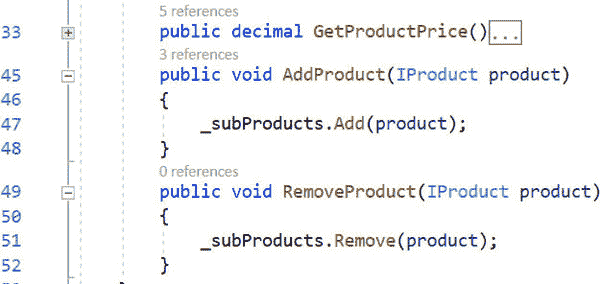 5 references
33 public decimal GetProductPrice()...
3 references
45 public void AddProduct(IProduct product)
46 {
47 _subProducts.Add(product);
48 }
0 references
49 public void RemoveProduct(IProduct product)
50 {
51 _subProducts.Remove(product);
52 }